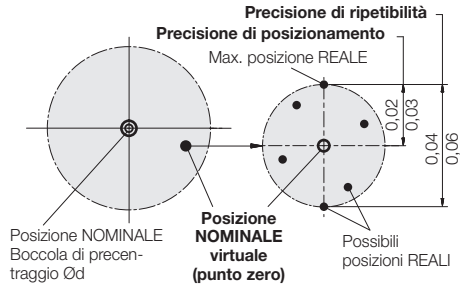 Precisione di ripetibilità
Precisione di posizionamento
Max. posizione REALE
0,02
0,03
0,04
0,06
Posizione NOMINALE
Boccola di precen-
traggio Ød
Posizione
NOMINALE
virtuale
(punto zero)
Possibili
posizioni REALI